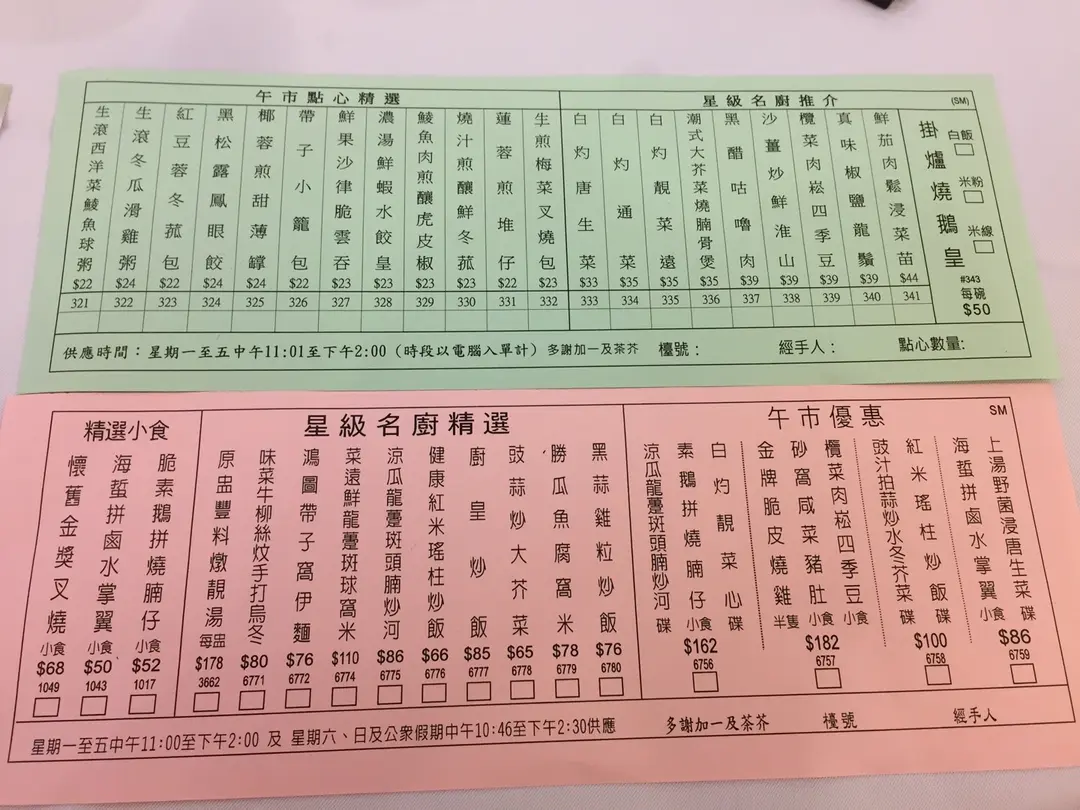 午市點心精選
生滾西洋菜鯪魚球粥 $22 321
生滾冬瓜滑雞粥 $24 322
紅豆蓉冬菰包 $22 323
黑松露鳳眼餃 $24 324
椰蓉煎甜薄罉 $24 325
帶子小籠包 $22 326
鮮果沙律脆雲吞 $23 327
濃湯鮮蝦水餃皇 $23 328
鯪魚肉煎釀虎皮椒 $23 329
燒汁煎釀鮮冬菰 $23 330
蓮蓉煎堆仔 $22 331
生煎梅菜叉燒包 $23 332
星級名廚推介
(SM)
白灼唐生菜 $33 333
白灼通菜 $35 334
白灼靚菜遠 $35 335
潮式大芥菜燒腩骨煲 $35 336
黑醋咕嚕肉 $39 337
沙薑炒鮮淮山 $39 338
欖菜肉崧四季豆 $39 339
真味椒鹽龍鬚 $39 340
鮮茄肉鬆浸菜苗 $44 341
掛爐燒鵝皇
白飯
米粉
米線
#343
每碗
$50
供應時間：星期一至五中午11:01至下午2:00（時段以電腦入單計）多謝加一及茶芥 檯號： 經手人： 點心數量:
精選小食
懷舊金獎叉燒 小食 $68 1049
海蜇拼鹵水掌翼 小食 $50 1043
脆素鵝拼燒腩仔 小食 $52 1017
星級名廚精選
原盅豐料燉靚湯 每盅 $178 3662
味菜牛柳絲炆手打烏冬 $80 6771
鴻圖帶子窩伊麵 $76 6772
菜遠鮮龍躉斑球窩米 $110 6774
涼瓜龍躉斑頭腩炒河 $86 6775
健康紅米瑤柱炒飯 $66 6776
廚皇炒飯 $85 6777
豉蒜炒大芥菜 $65 6778
勝瓜魚腐窩米 $78 6779
黑蒜雞粒炒飯 $76 6780
午市優惠
SM
涼瓜龍躉斑頭腩炒河 碟
素鵝拼燒腩仔 小食
白灼靚菜心 碟
$162
6756
金牌脆皮燒雞 半隻
砂窩咸菜豬肚 小食
欖菜肉崧四季豆 小食
$182
6757
豉汁拍蒜炒水冬芥菜 碟
紅米瑤柱炒飯 碟
$100
6758
海蜇拼鹵水掌翼 小食
上湯野菌浸唐生菜 碟
$86
6759
星期一至五中午11:00至下午2:00 及 星期六、日及公眾假期中午10:46至下午2:30供應 多謝加一及茶芥 檯號 經手人